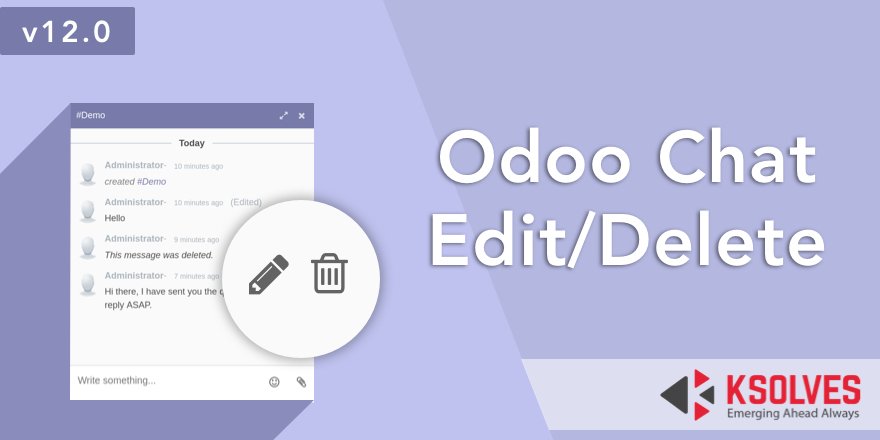 v12.0
#Demo
Today
Administrator- 10 minutes ago
created #Demo
Administrator- 10 minutes ago (Edited)
Hello
Administrator- 9 minutes ago
This message was deleted.
Administrator- 7 minutes ago
Hi there, I have sent you the
reply ASAP.
Write something...
Odoo Chat
Edit/Delete
KSOLVES
Emerging Ahead Always